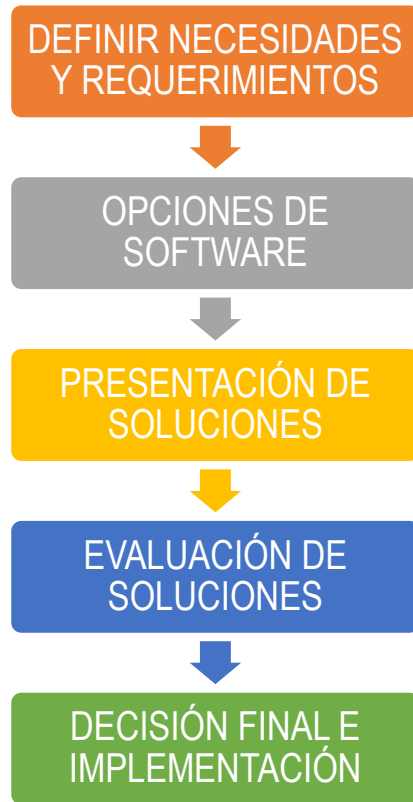 DEFINIR NECESIDADES
Y REQUERIMIENTOS
OPCIONES DE
SOFTWARE
PRESENTACIÓN DE
SOLUCIONES
EVALUACIÓN DE
SOLUCIONES
DECISIÓN FINAL E
IMPLEMENTACIÓN